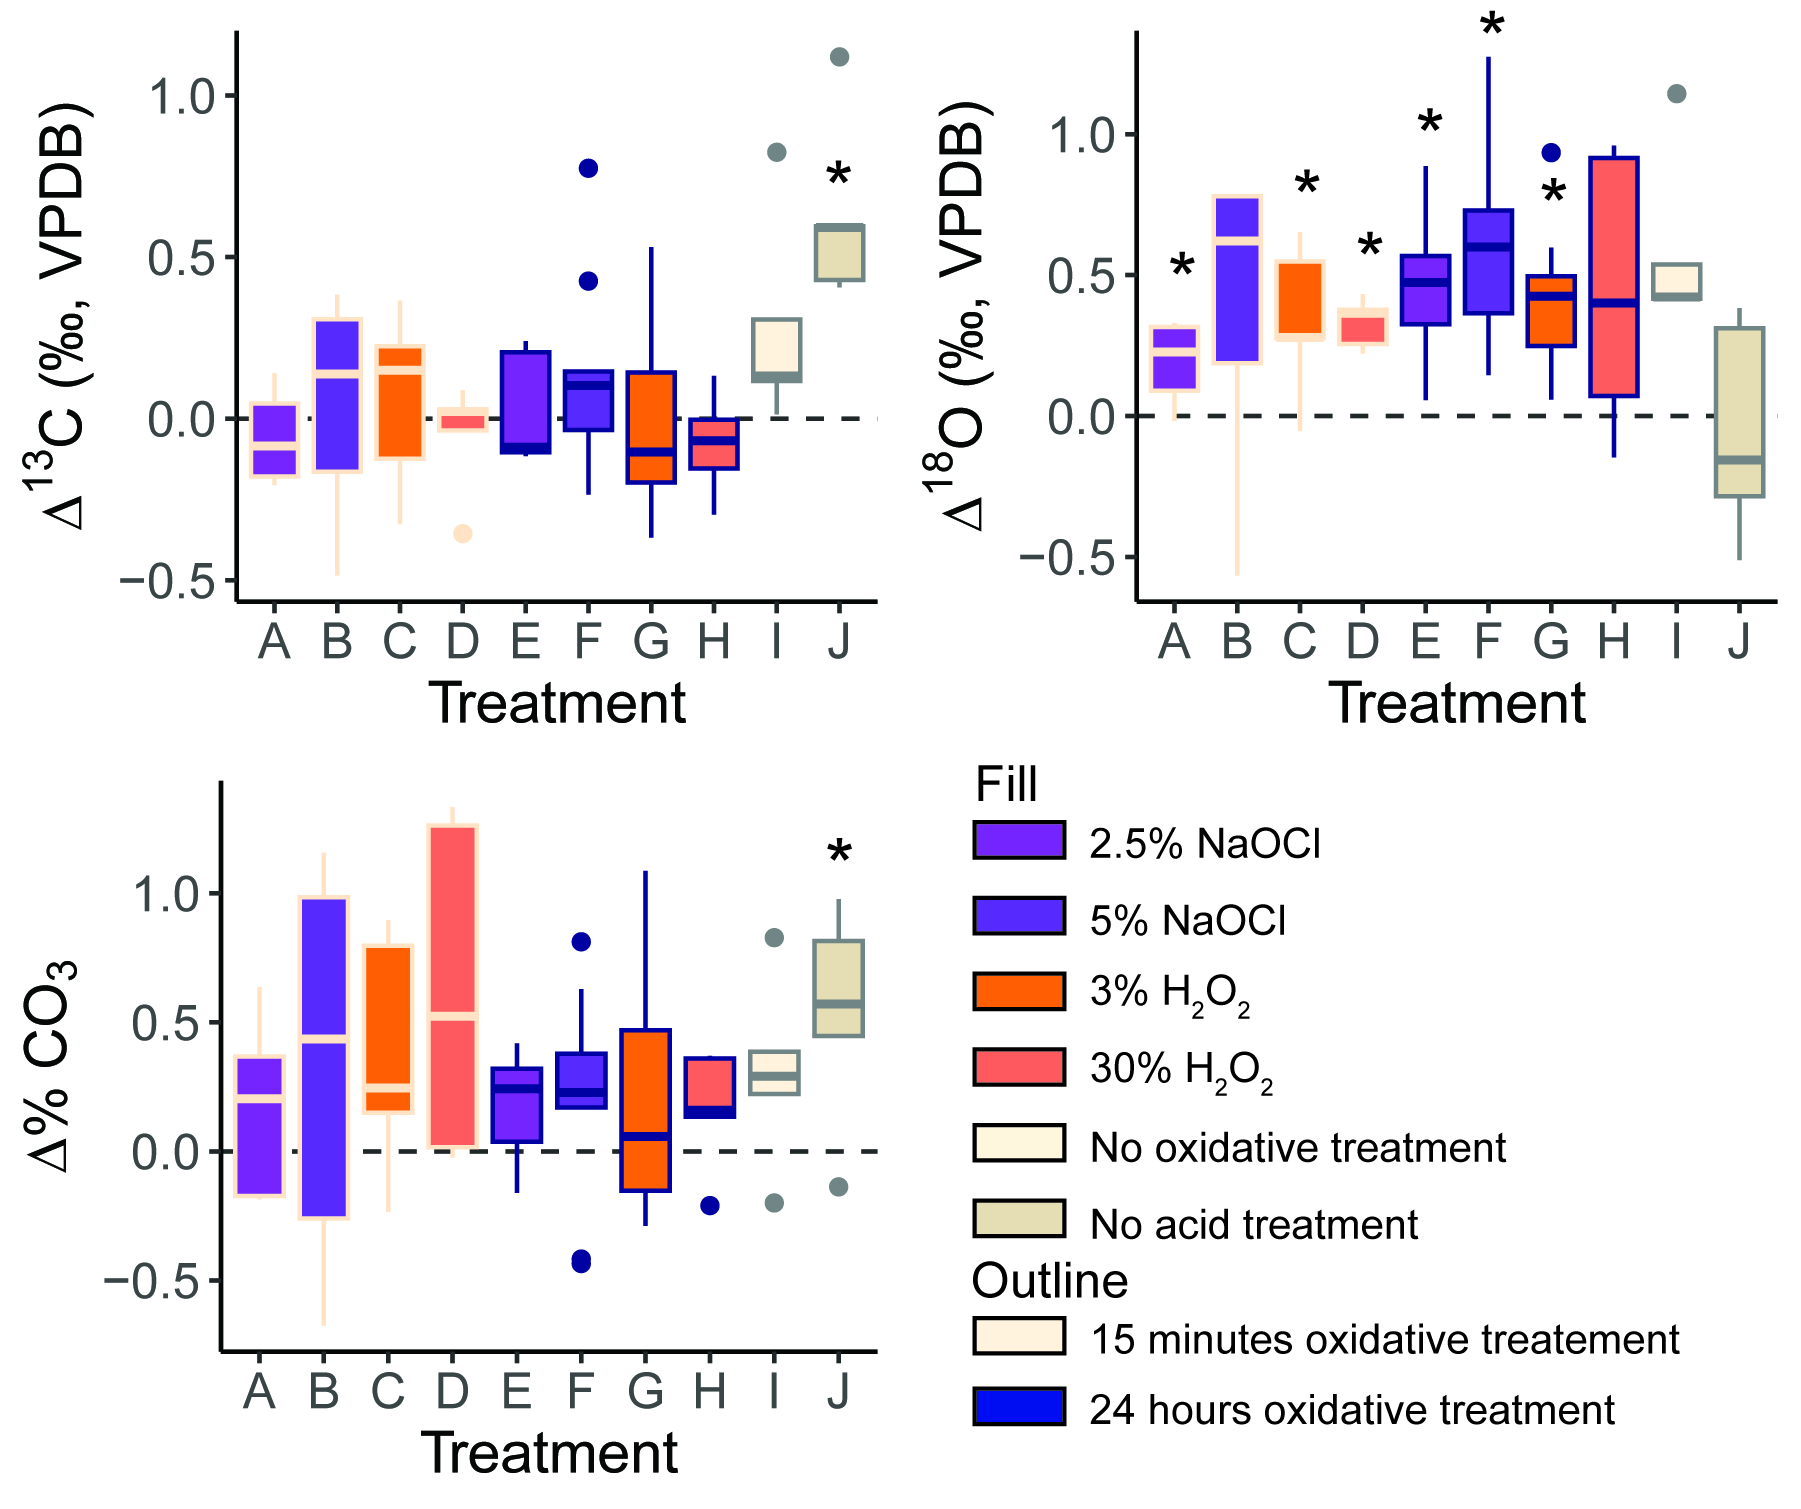 Δ¹³C (‰, VPDB)
1.0
*
0.5
0.0
−0.5
A B C D E F G H I J
Treatment
Δ¹⁸O (‰, VPDB)
*
1.0
*
*
*
*
*
0.5
0.0
−0.5
A B C D E F G H I J
Treatment
Δ% CO₃
*
1.0
0.5
0.0
−0.5
A B C D E F G H I J
Treatment
Fill
2.5% NaOCl
5% NaOCl
3% H₂O₂
30% H₂O₂
No oxidative treatment
No acid treatment
Outline
15 minutes oxidative treatement
24 hours oxidative treatment